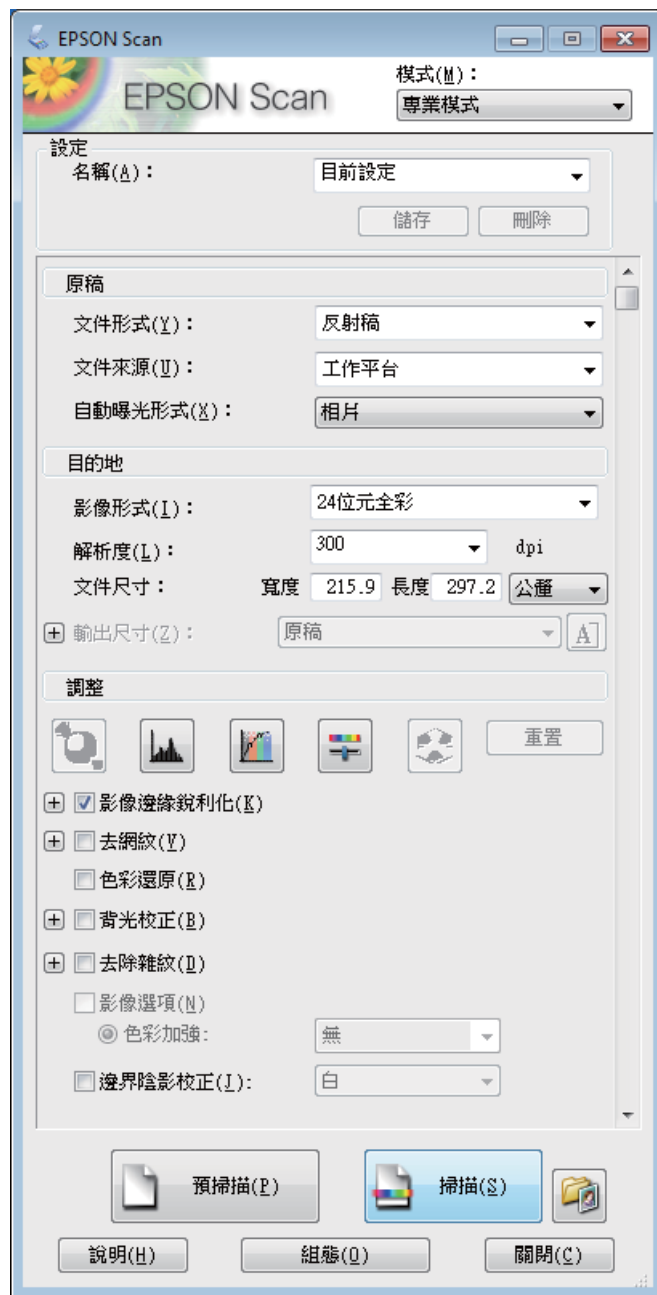 EPSON Scan
EPSON Scan
模式(M)：
專業模式
設定
名稱(A)： 目前設定
儲存 刪除
原稿
文件形式(Y)： 反射稿
文件來源(U)： 工作平台
自動曝光形式(X)： 相片
目的地
影像形式(I)： 24位元全彩
解析度(L)： 300 dpi
文件尺寸： 寬度 215.9 長度 297.2 公釐
輸出尺寸(Z)： 原稿 A
調整
重置
影像邊緣銳利化(K)
去網紋(V)
色彩還原(R)
背光校正(B)
去除雜紋(D)
影像選項(N)
色彩加強: 無
邊界陰影校正(J): 白
預掃描(P) 掃描(S)
說明(H) 組態(O) 關閉(C)